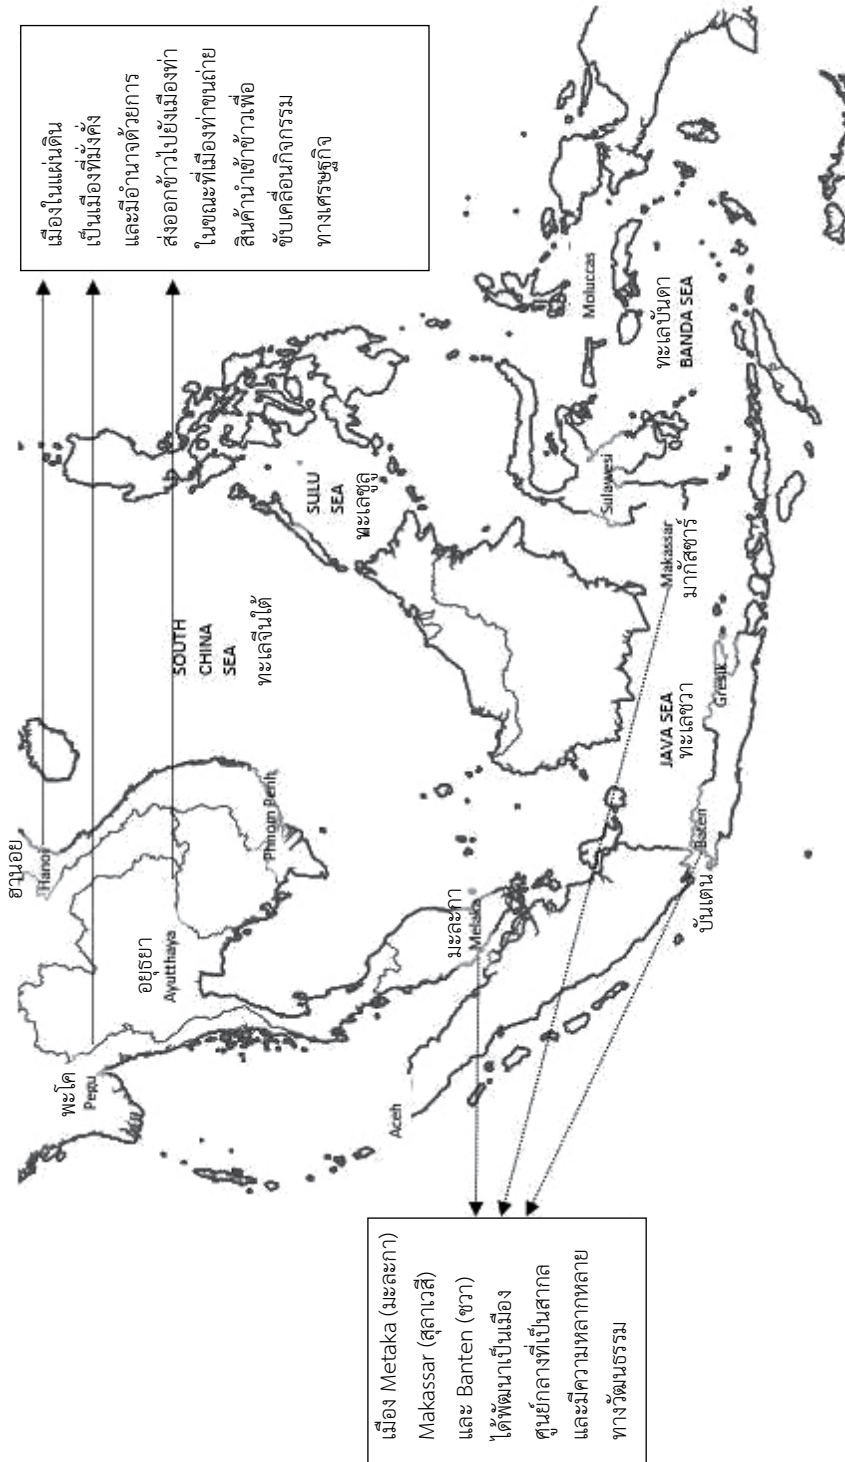 เมืองในแผ่นดิน
เป็นเมืองที่มั่งคั่ง
และมีอำนาจด้วยการ
ส่งออกข้าวไปยังเมืองท่า
ในขณะที่เมืองท่าขนถ่าย
สินค้านำเข้าข้าวเพื่อ
ขับเคลื่อนกิจกรรม
ทางเศรษฐกิจ
ฮานอย
Hanoi
พะโค
Pegu
อยุธยา
Ayutthaya
Phnom Penh
SOUTH
CHINA
SEA
ทะเลจีนใต้
SULU
SEA
ทะเลซูลู
Aceh
มะละกา
Melaka
Sulawesi
Moluccas
ทะเลบันดา
BANDA SEA
Makassar
มากัสซาร์
JAVA SEA
ทะเลชวา
Gresik
Baten
บันเตน
เมือง Metaka (มะละกา)
Makassar (สุลาเวสี)
และ Banten (ชวา)
ได้พัฒนาเป็นเมือง
ศูนย์กลางที่เป็นสากล
และมีความหลากหลาย
ทางวัฒนธรรม